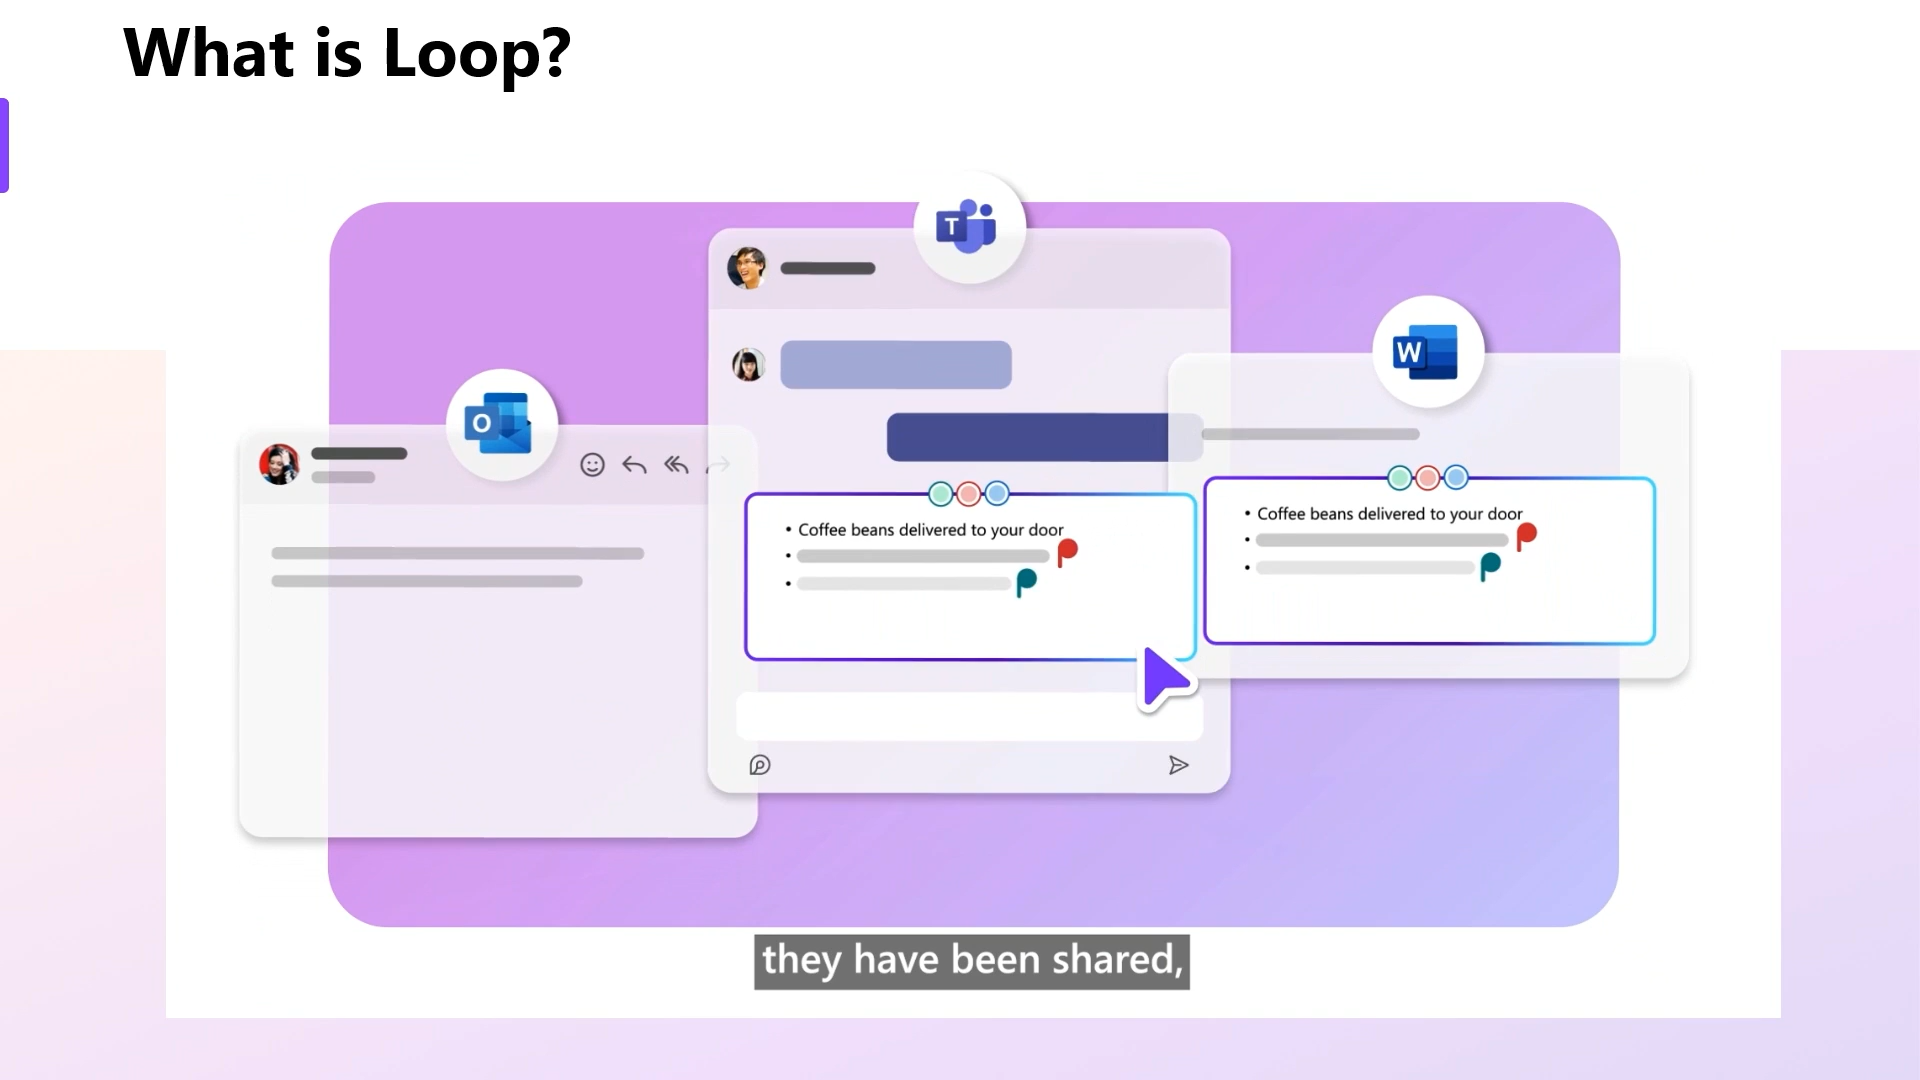 What is Loop?
T
W
O
• Coffee beans delivered to your door
• Coffee beans delivered to your door
they have been shared,